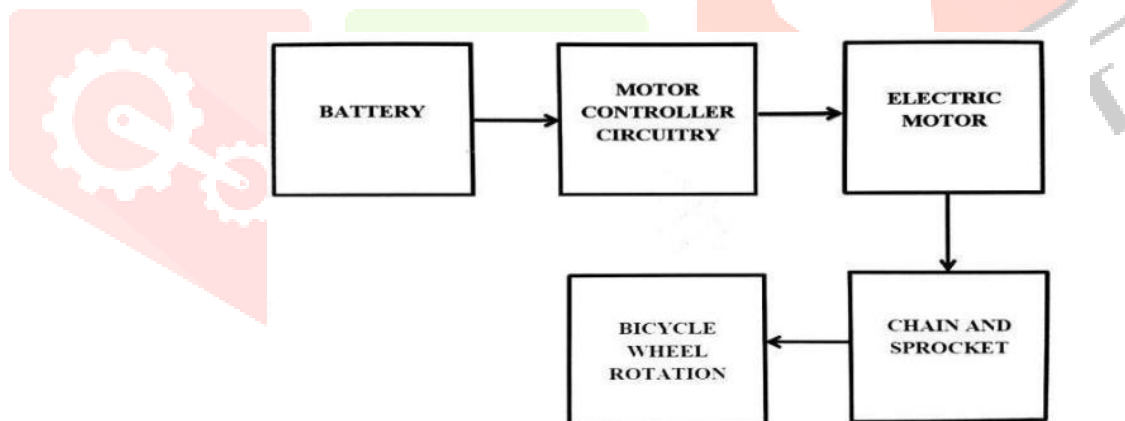 BATTERY
MOTOR
CONTROLLER
CIRCUITRY
ELECTRIC
MOTOR
CHAIN AND
SPROCKET
BICYCLE
WHEEL
ROTATION